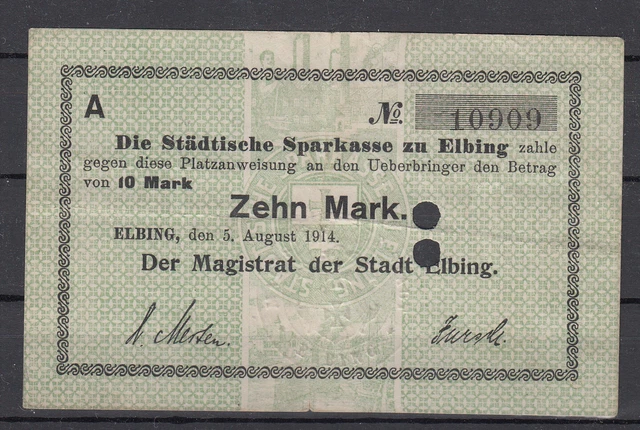 A
No. 10909
Die Städtische Sparkasse zu Elbing zahle
gegen diese Platzanweisung an den Ueberbringer den Betrag
von 10 Mark
Zehn Mark.
ELBING, den 5. August 1914.
Der Magistrat der Stadt Elbing.